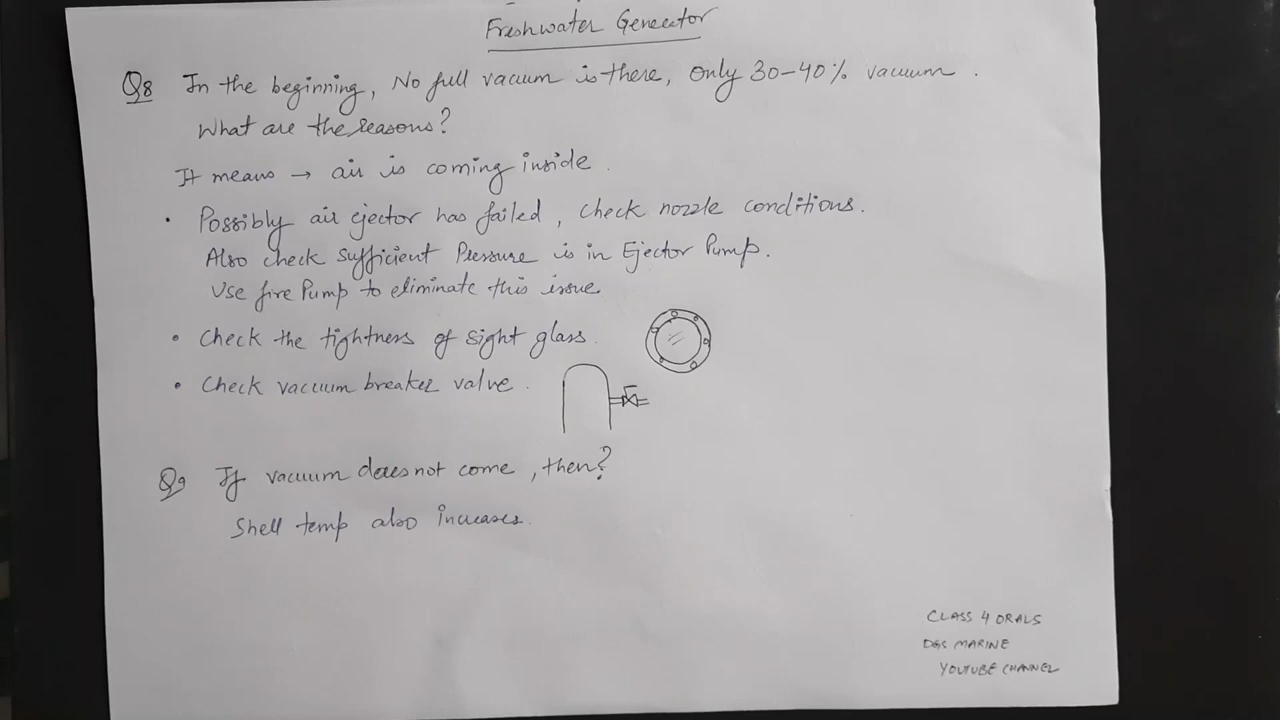 Freshwater Generator
Q8 In the beginning, No full vacuum is there, Only 30-40% vacuum.
What are the reasons?
It means → air is coming inside.
• Possibly air ejector has failed, Check nozzle conditions.
Also check Sufficient Pressure is in Ejector Pump.
Use fire Pump to eliminate this issue
• Check the tightness of Sight glass.
• Check vacuum breaker valve.
Q9 If vacuum does not come, then?
Shell temp also increases.
CLASS 4 ORALS
DGS MARINE
YOUTUBE CHANNEL